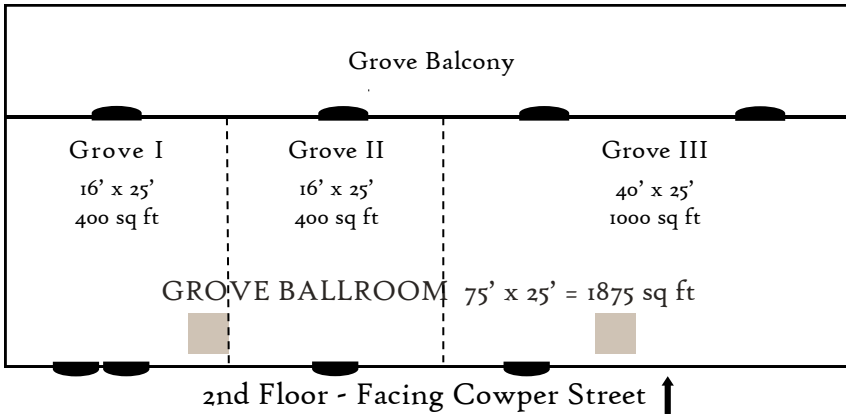 Grove Balcony
Grove I
16’ x 25’
400 sq ft
Grove II
16’ x 25’
400 sq ft
Grove III
40’ x 25’
1000 sq ft
GROVE BALLROOM 75’ x 25’ = 1875 sq ft
2nd Floor - Facing Cowper Street